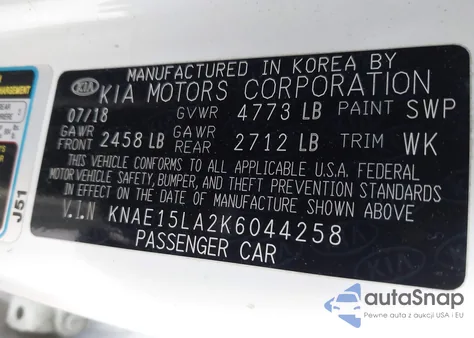 MANUFACTURED IN KOREA BY
KIA KIA MOTORS CORPORATION
07/18 GVWR 4773 LB PAINT SWP
GAWR FRONT 2458 LB GAWR REAR. 2712 LB TRIM WK
THIS VEHICLE CONFORMS TO ALL APPLICABLE U.S.A. FEDERAL
MOTOR VEHICLE SAFETY, BUMPER, AND THEFT PREVENTION STANDARDS
IN EFFECT ON THE DATE OF MANUFACTURE SHOWN ABOVE
V.I.N KNAE15LA2K6044258
PASSENGER CAR
J51
autoSnap
Pewne auta z aukcji USA i EU